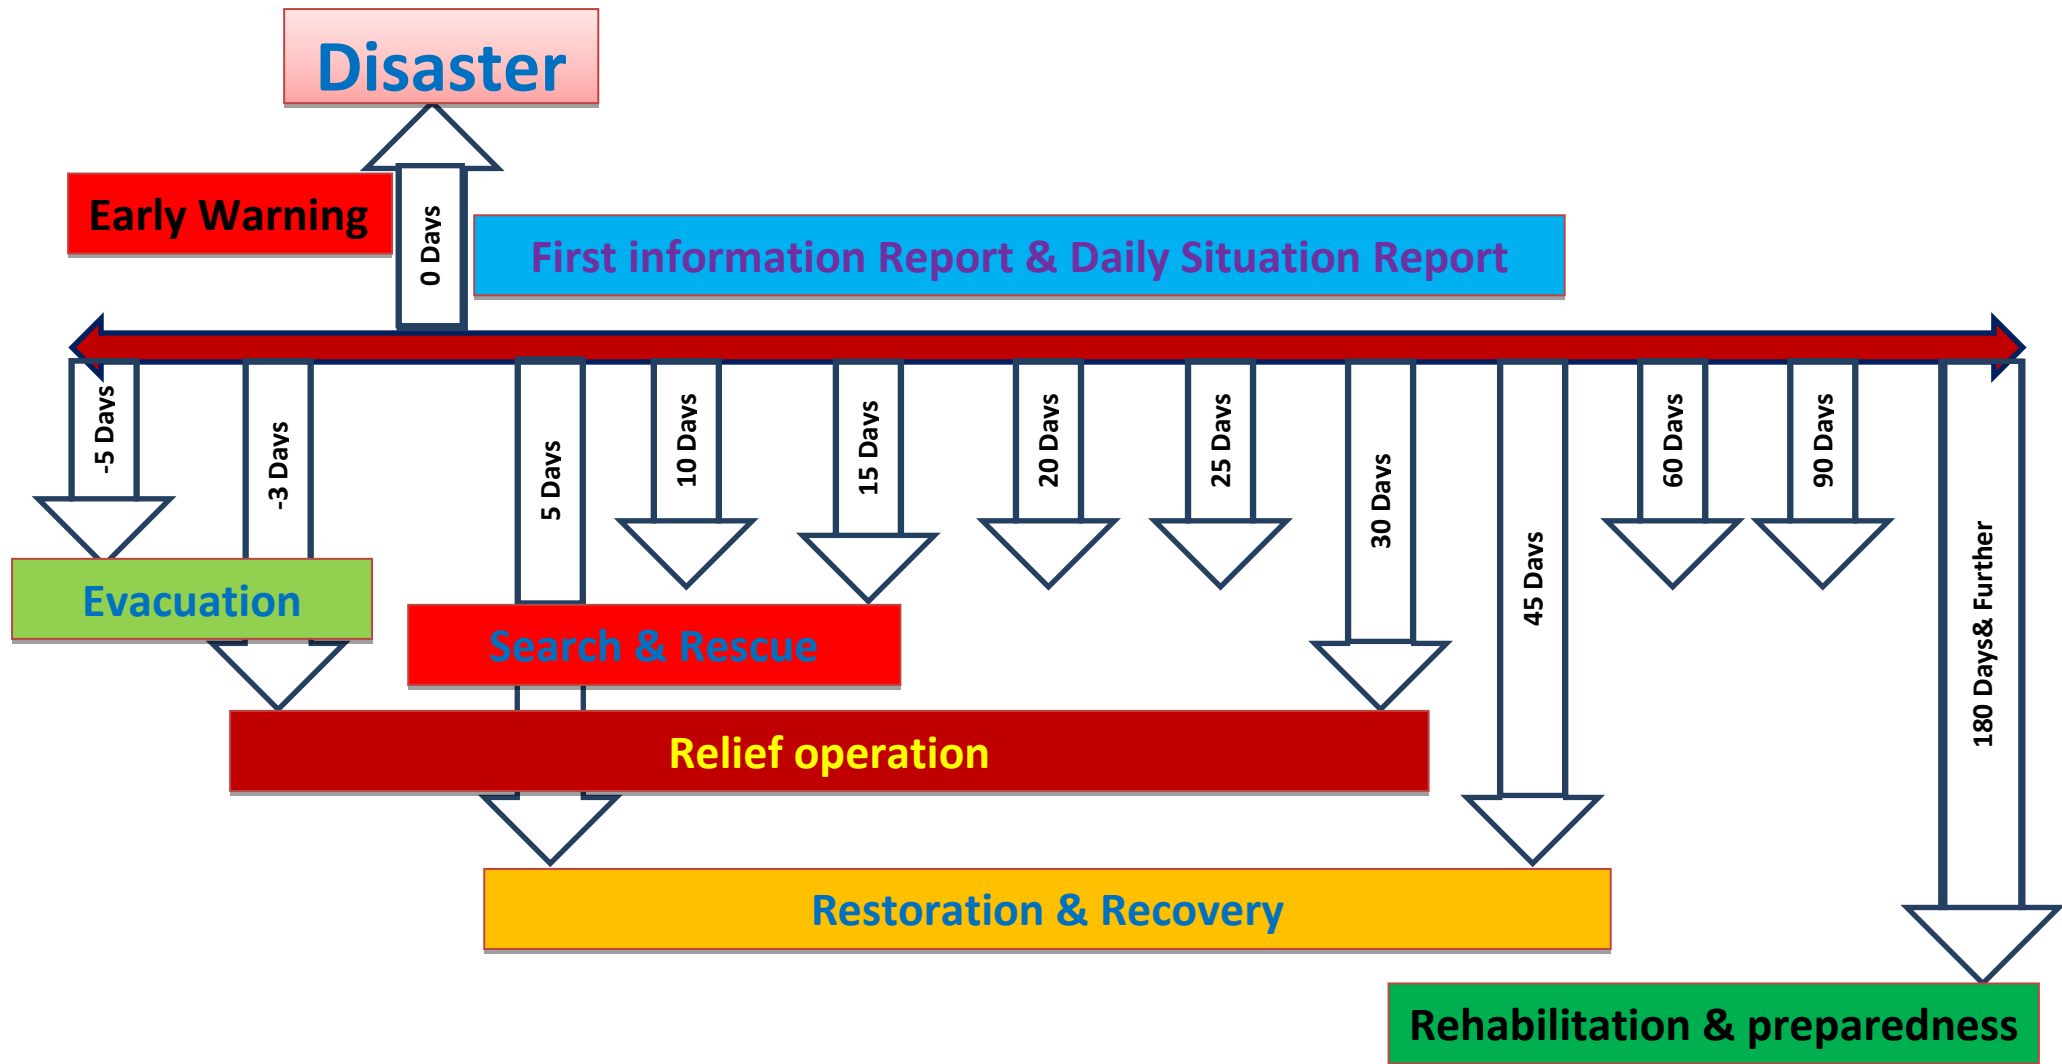 Disaster
Early Warning
0 Days
First information Report & Daily Situation Report
-5 Days
-3 Days
5 Days
10 Days
15 Days
20 Days
25 Days
30 Days
45 Days
60 Days
90 Days
180 Days& Further
Evacuation
Search & Rescue
Relief operation
Restoration & Recovery
Rehabilitation & preparedness